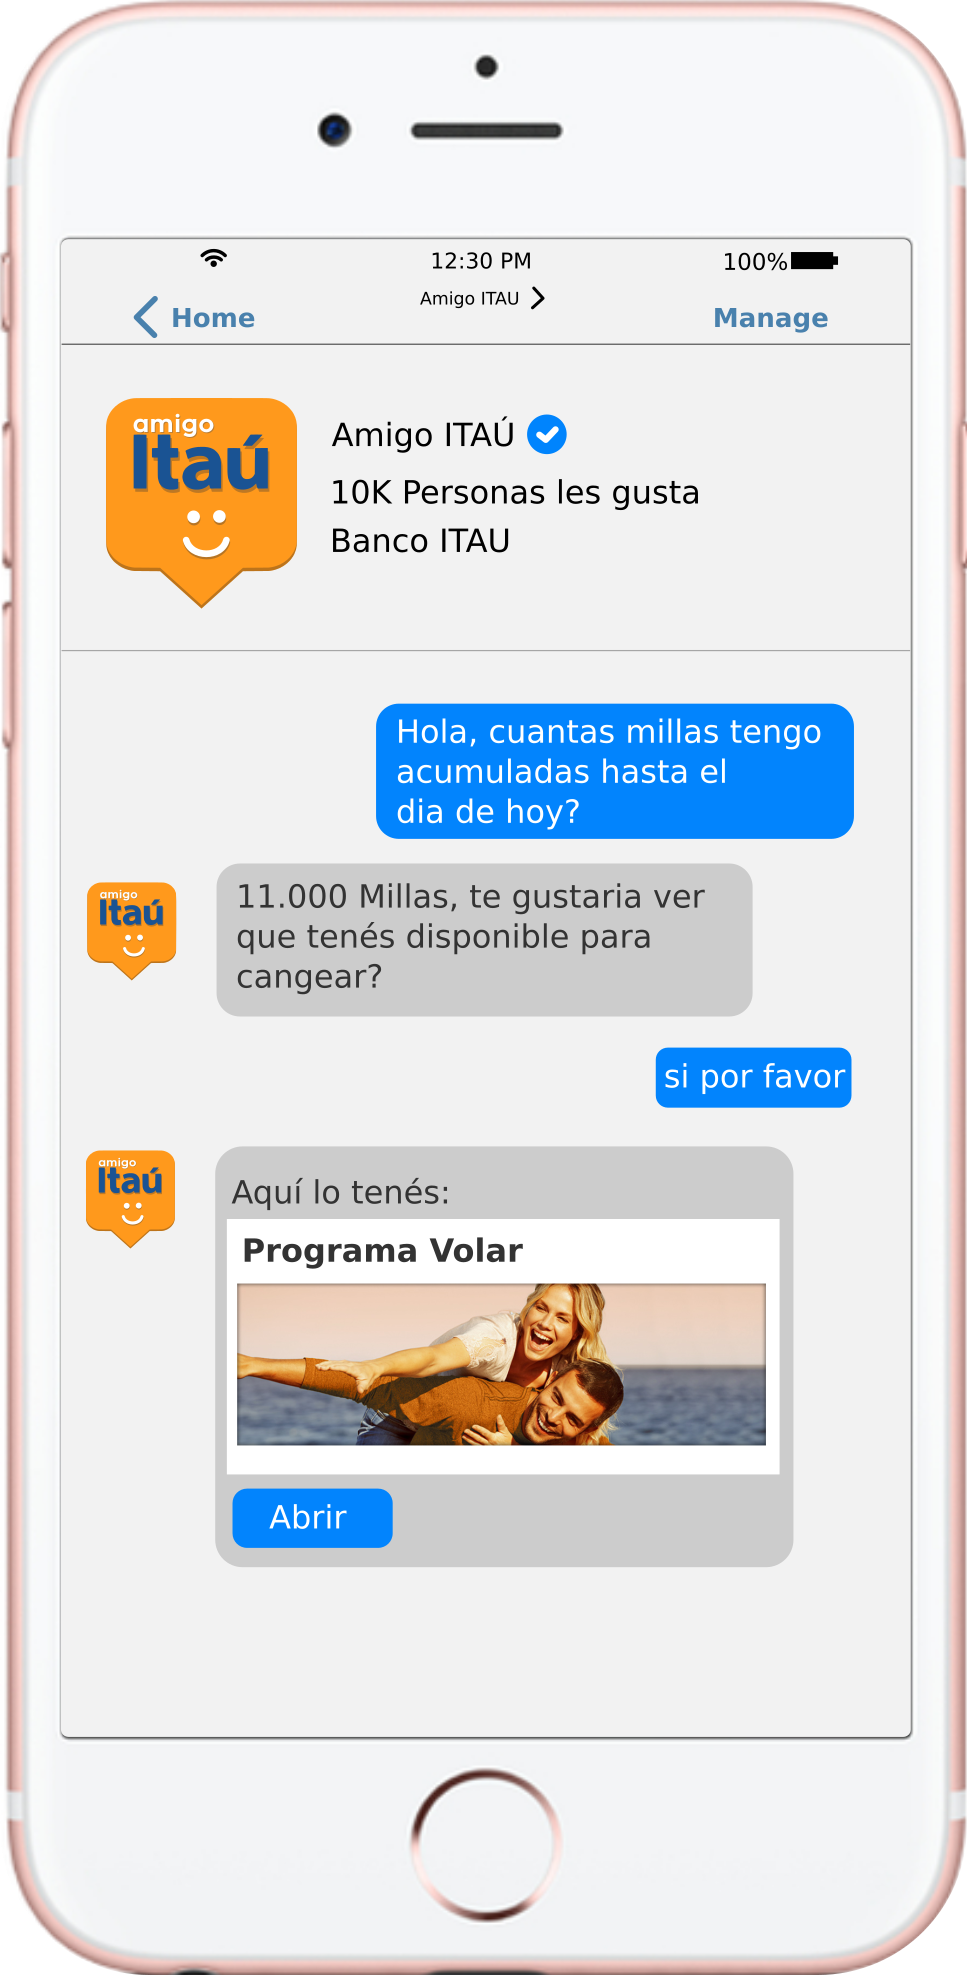 12:30 PM
100%
Amigo ITAU
Home
Manage
amigo
Itaú
Amigo ITAÚ
10K Personas les gusta
Banco ITAU
Hola, cuantas millas tengo
acumuladas hasta el
dia de hoy?
amigo
Itaú
11.000 Millas, te gustaria ver
que tenés disponible para
cangear?
si por favor
amigo
Itaú
Aquí lo tenés:
Programa Volar
Abrir